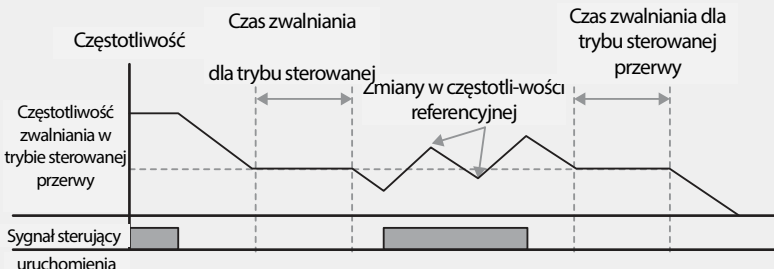 Częstotliwość
Czas zwalniania
dla trybu sterowanej
Zmiany w częstotli-wości
referencyjnej
Czas zwalniania dla
trybu sterowanej
przerwy
Częstotliwość
zwalniania w
trybie sterowanej
przerwy
Sygnał sterujący
uruchomienia